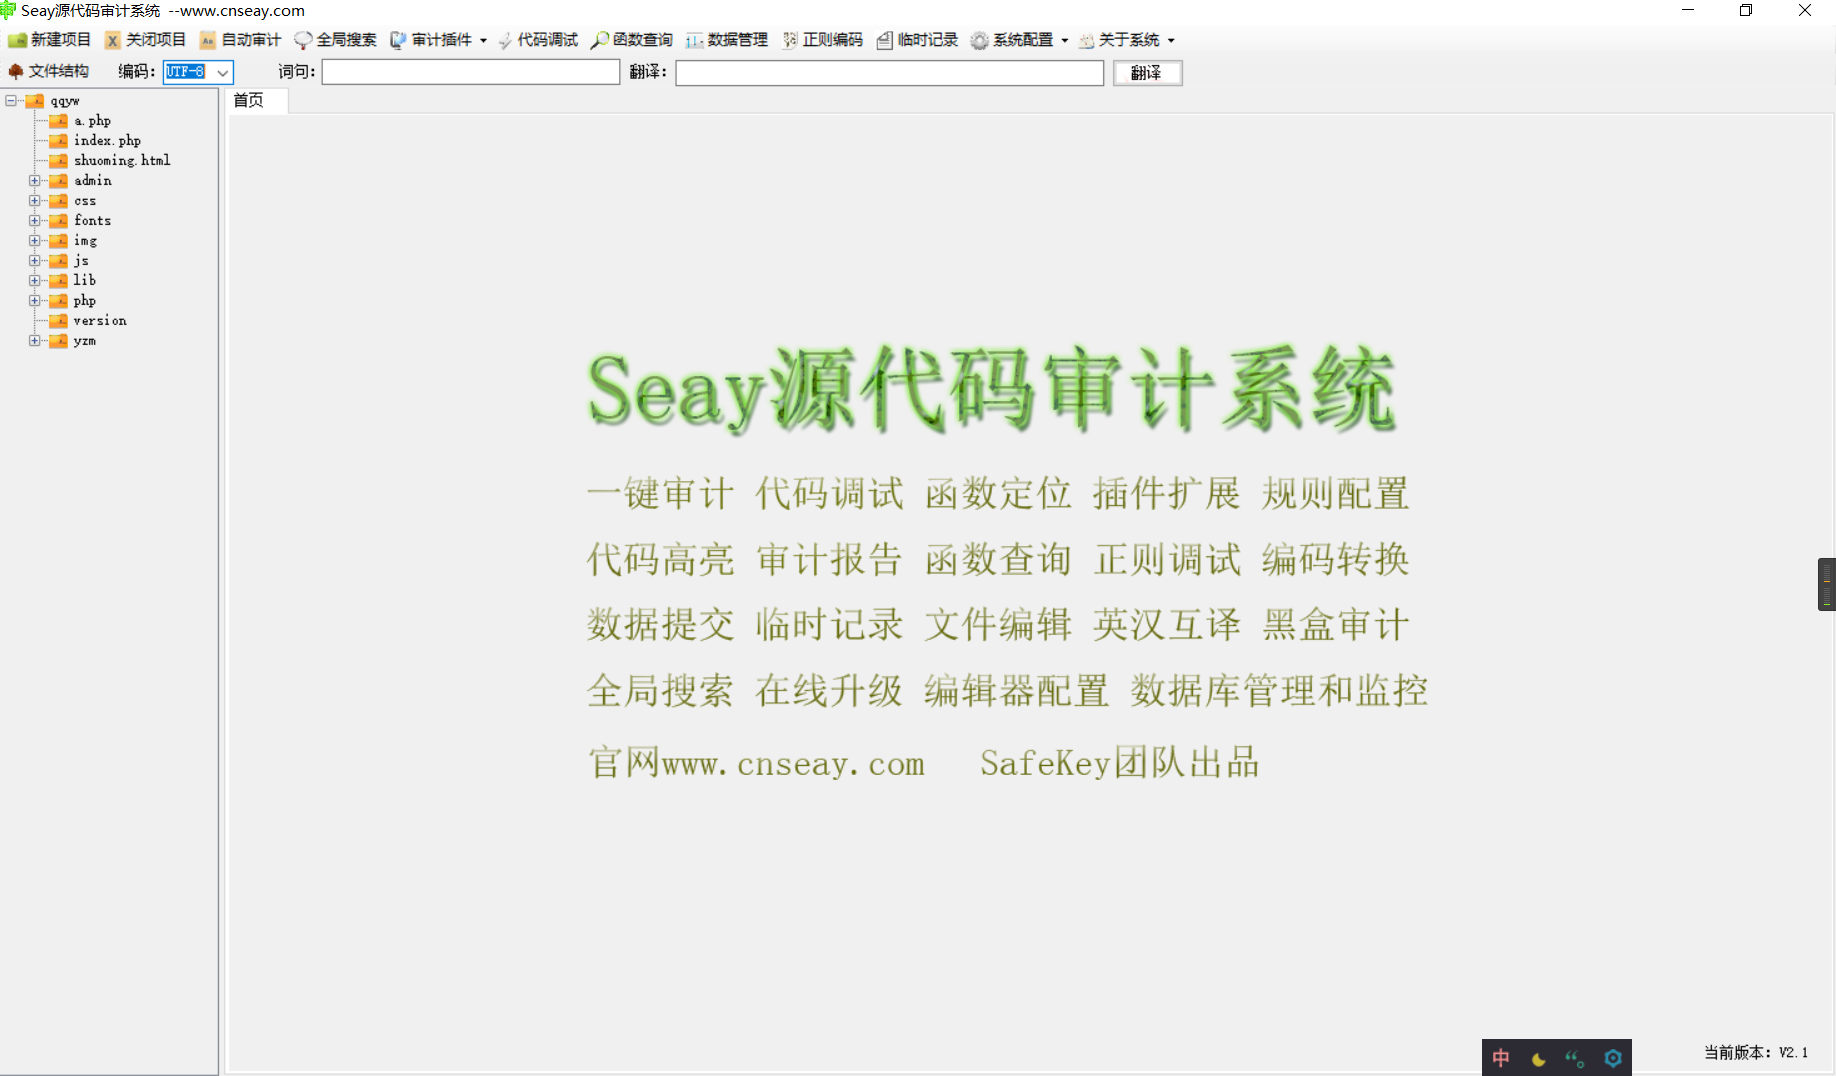 Seay源代码审计系统  --www.cnseay.com
新建项目 关闭项目 自动审计 全局搜索 审计插件 代码调试 函数查询 数据管理 正则编码 临时记录 系统配置 关于系统
文件结构 编码: UTF-8 词句: 翻译: 翻译
首页
qqyw
a.php
index.php
shuoming.html
admin
css
fonts
img
js
lib
php
version
yzm
Seay源代码审计系统
一键审计 代码调试 函数定位 插件扩展 规则配置
代码高亮 审计报告 函数查询 正则调试 编码转换
数据提交 临时记录 文件编辑 英汉互译 黑盒审计
全局搜索 在线升级 编辑器配置 数据库管理和监控
官网www.cnseay.com   SafeKey团队出品
当前版本: V2.1
中